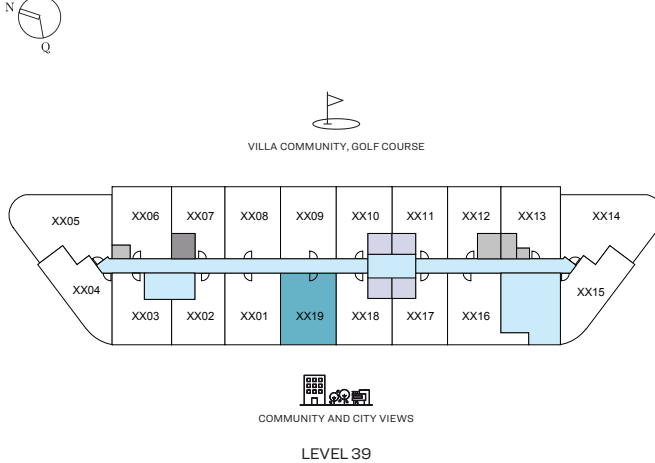 N
Q
VILLA COMMUNITY, GOLF COURSE
XX05
XX06
XX07
XX08
XX09
XX10
XX11
XX12
XX13
XX14
XX04
XX03
XX02
XX01
XX19
XX18
XX17
XX16
XX15
COMMUNITY AND CITY VIEWS
LEVEL 39